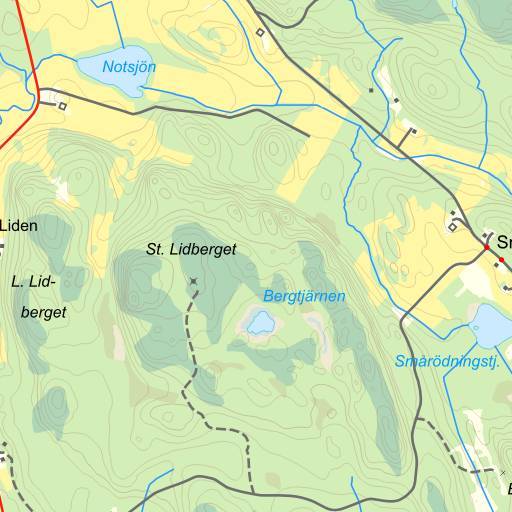 Notsjön
Liden
St. Lidberget
L. Lid-
berget
Bergtjärnen
Smärödningstj.